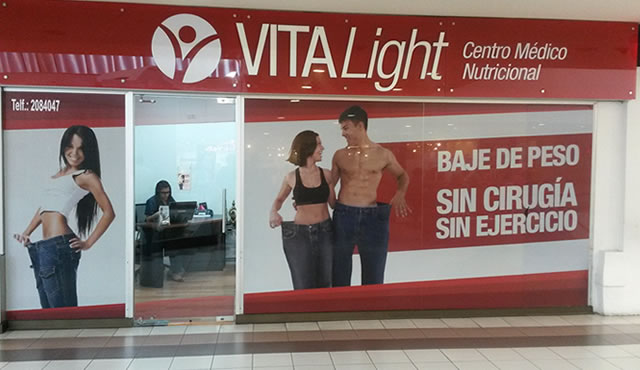 VITALight
Centro Médico
Nutricional
Telf.: 2084047
BAJE DE PESO
SIN CIRUGÍA
SIN EJERCICIO